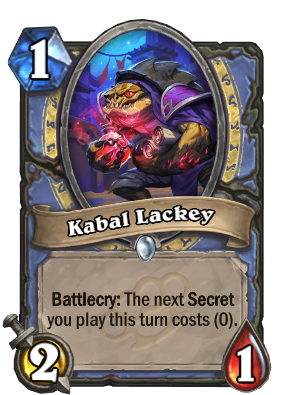 1
Kabal Lackey
Battlecry: The next Secret
you play this turn costs (0).
2
1